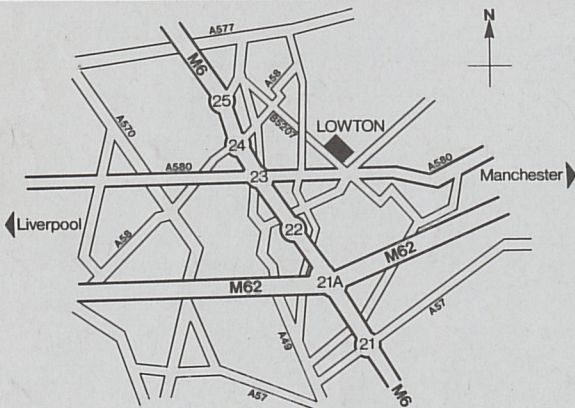 N
A577
M6
A58
25
B5207
A570
LOWTON
24
A580
23
A580
Manchester
Liverpool
22
A58
M62
21A
M62
A57
21
A49
A57
M6